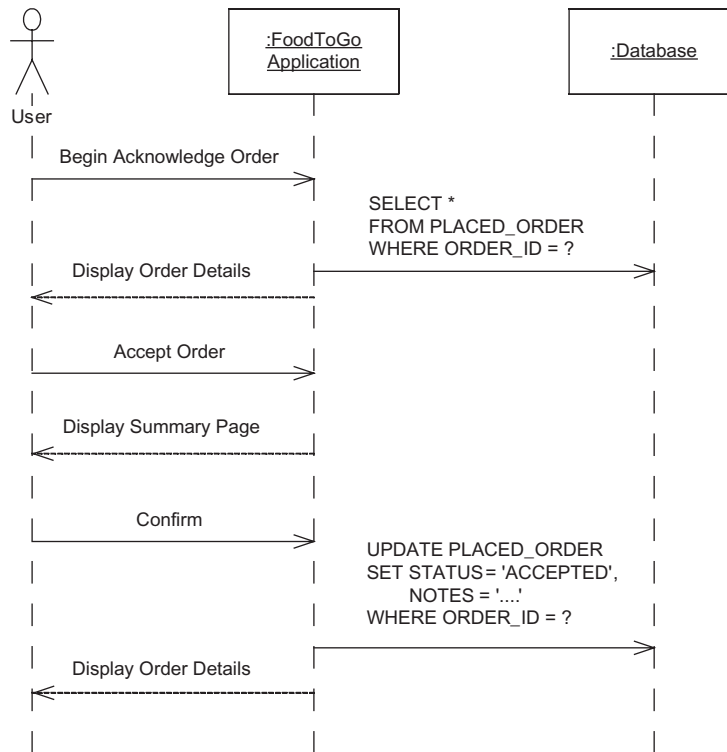 :FoodToGo
Application
:Database
User
Begin Acknowledge Order
SELECT *
FROM PLACED_ORDER
WHERE ORDER_ID = ?
Display Order Details
Accept Order
Display Summary Page
Confirm
UPDATE PLACED_ORDER
SET STATUS = 'ACCEPTED',
NOTES = '....'
WHERE ORDER_ID = ?
Display Order Details